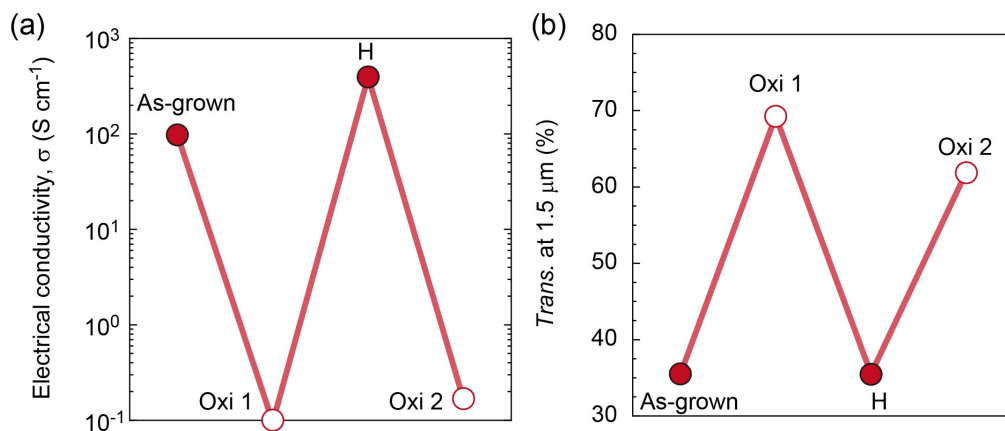 (a)
Electrical conductivity, σ (S cm⁻¹)
10³
10²
10¹
10⁰
10⁻¹
As-grown
Oxi 1
H
Oxi 2
(b)
Trans. at 1.5 μm (%)
80
70
60
50
40
30
As-grown
Oxi 1
H
Oxi 2